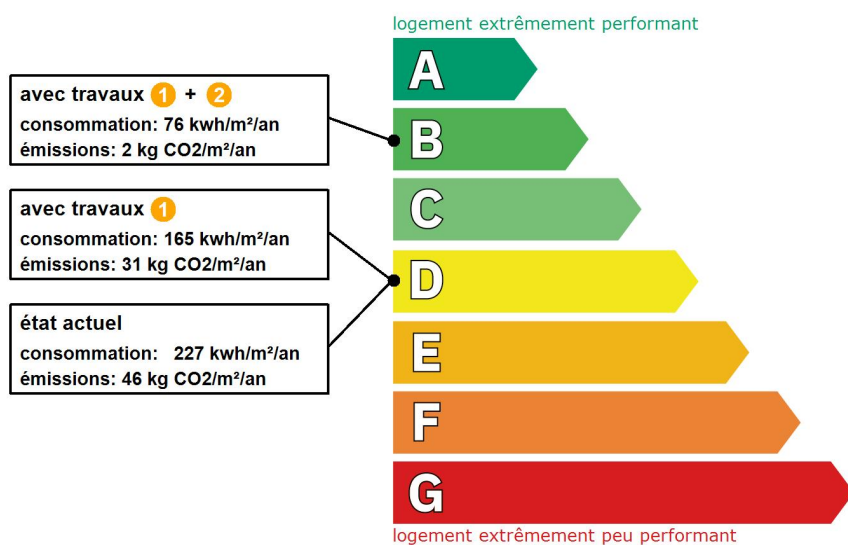 logement extrêmement performant
A
avec travaux 1 + 2
consommation: 76 kwh/m²/an
émissions: 2 kg CO2/m²/an
B
avec travaux 1
consommation: 165 kwh/m²/an
émissions: 31 kg CO2/m²/an
C
D
état actuel
consommation: 227 kwh/m²/an
émissions: 46 kg CO2/m²/an
E
F
G
logement extrêmement peu performant